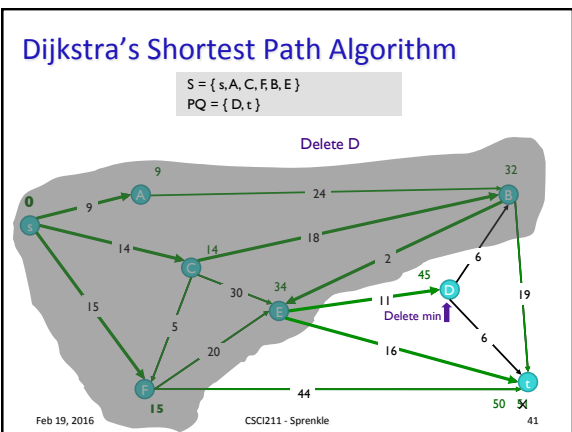 Dijkstra's Shortest Path Algorithm
S = { s, A, C, F, B, E }
PQ = { D, t }
Delete D
9
32
0
A
24
B
9
s
18
14
14
C
2
6
34
45
30
D
15
11
19
E
Delete min
5
6
20
16
t
F
44
15
50 51
Feb 19, 2016
CSCI211 - Sprenkle
41